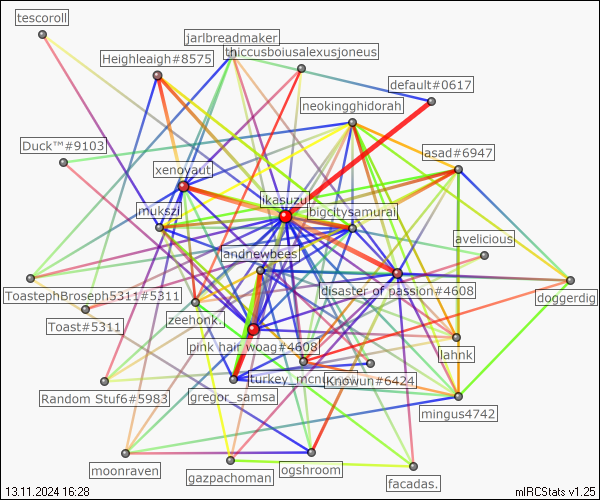 tescoroll
jarlbreadmaker
thiccusboiusalexusjoneus
Heighleigh#8575
default#0617
neokingghidorah
Duck™#9103
asad#6947
xenoyaut
ikasuzu
mukszi
bigcitysamurai
avelicious
andnewbees
ToastephBroseph5311#5311
disaster of passion#4608
doggerdig
Toast#5311
zeehonk.
pink hair woag#4608
lahnk
Random Stuf6#5983
gregor_samsa
Knowun#6424
mingus4742
moonraven
gazpachoman
ogshroom
facadas.
13.11.2024 16:28
mIRCStats v1.25